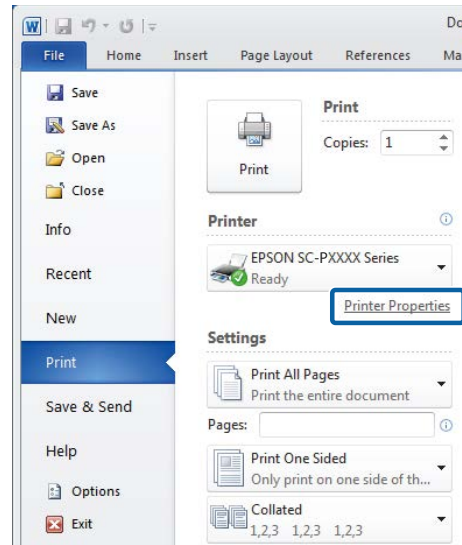 W
Do
File Home Insert Page Layout References Ma
Save
Save As
Open
Close
Info
Recent
New
Print
Save & Send
Help
Options
Exit
Print
Print
Copies: 1
Printer
EPSON SC-PXXXX Series
Ready
Printer Properties
Settings
Print All Pages
Print the entire document
Pages:
Print One Sided
Only print on one side of th...
Collated
1,2,3 1,2,3 1,2,3